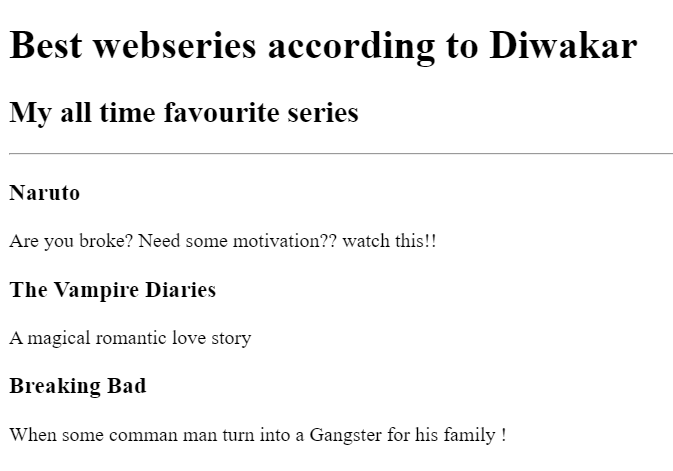 Best webseries according to Diwakar
My all time favourite series
Naruto
Are you broke? Need some motivation?? watch this!!
The Vampire Diaries
A magical romantic love story
Breaking Bad
When some comman man turn into a Gangster for his family !